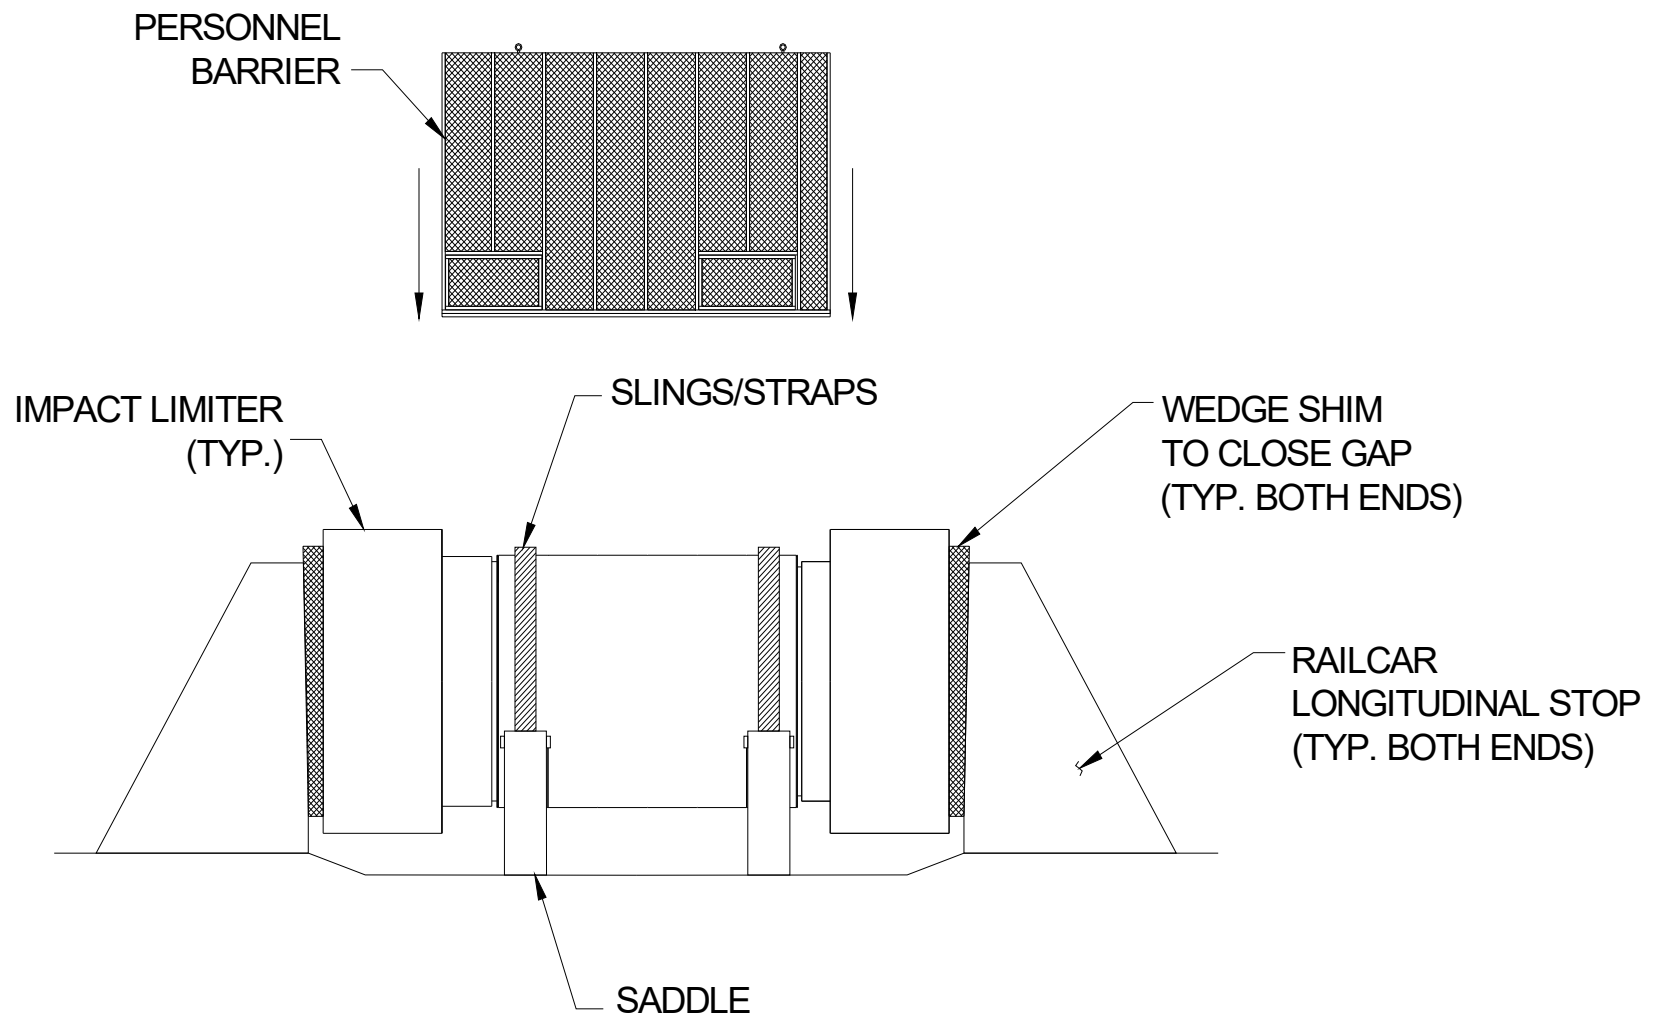 PERSONNEL
BARRIER
SLINGS/STRAPS
IMPACT LIMITER
(TYP.)
WEDGE SHIM
TO CLOSE GAP
(TYP. BOTH ENDS)
RAILCAR
LONGITUDINAL STOP
(TYP. BOTH ENDS)
SADDLE